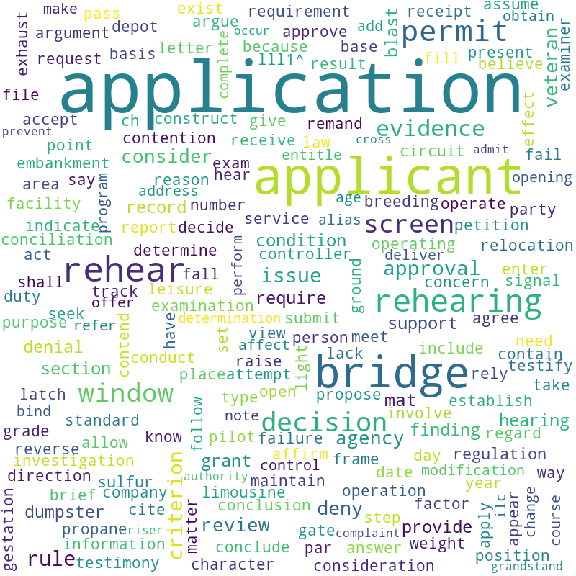 make pass exist requirement receipt assume
argue approve add obtain
exhaust argument depot occur base blast permit veteran examiner
request basis letter complete because result present
file application lll1^ fill believe
accept ch construct give remand evidence effect
prevent point contention receive law cross admit
embankment consider exam entitle circuit fail
area say program reason hear age breeding operate opening
facility address applicant party
indicate record number service alias screen petition
conciliation report decide condition deliver relocation
act rehear determine perform controller operating
shall track fall issue ground approval concern enter signal
duty offer leisure require rehearing
seek examination submit support agree
purpose refer have determination view person meet need
denial contend conduct set affect lack bridge include contain
section raise light rely testify
window place attempt propose take
latch type open mat establish
bind standard follow note decision involve hearing
grade know pilot failure agency finding regard
reverse allow affirm frame day regulation
investigation grant control date modification way
direction sulfur authority maintain year
gestation brief company limousine operation factor apply llc appear change course
dumpster cite criterion conclusion deny step provide
propane riser matter review gate complaint weight
information conclude par answer position
rule testimony character consideration grandstand